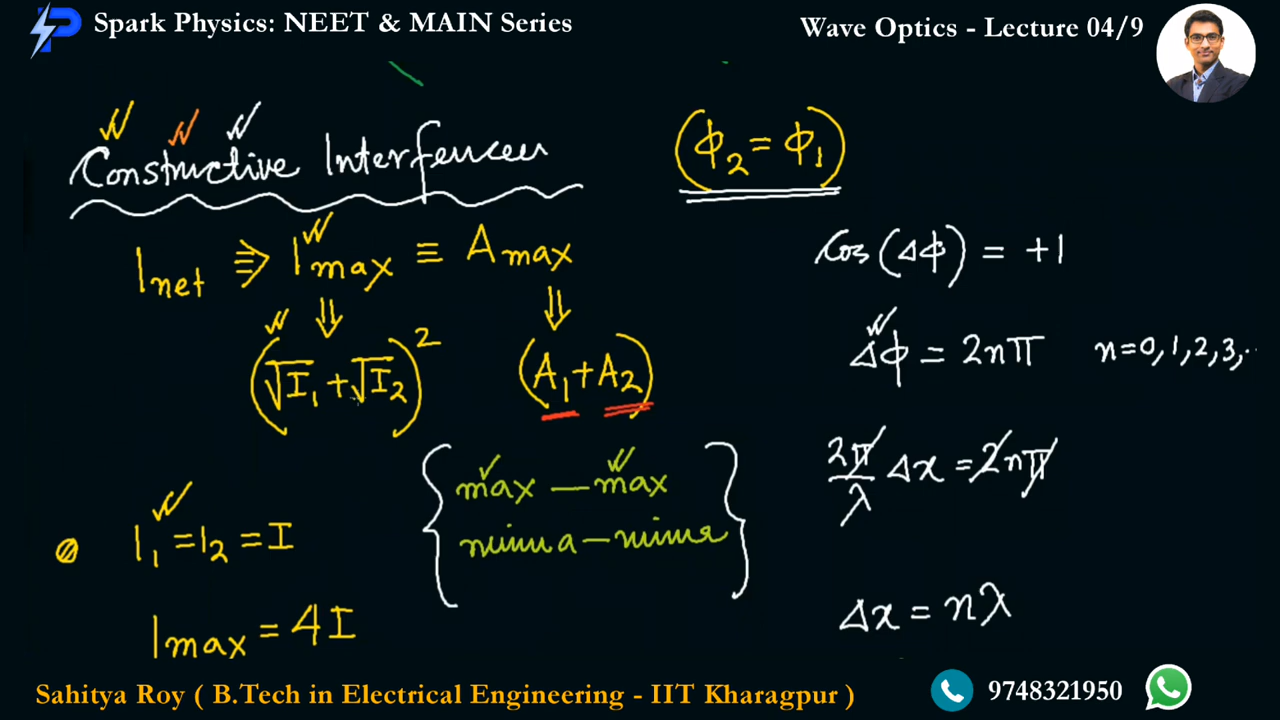 Spark Physics: NEET & MAIN Series
Wave Optics - Lecture 04/9
Constructive Interference
(ϕ₂ = ϕ₁)
Inet ⇛ Imax ≡ Amax
(√I₁ + √I₂)²
(A₁ + A₂)
max — max
minima — minima
I₁ = I₂ = I
Imax = 4I
Cos(Δϕ) = +1
Δϕ = 2nπ n=0,1,2,3,..
2π/λ Δx = 2nπ
Δx = nλ
Sahitya Roy ( B.Tech in Electrical Engineering - IIT Kharagpur )
9748321950